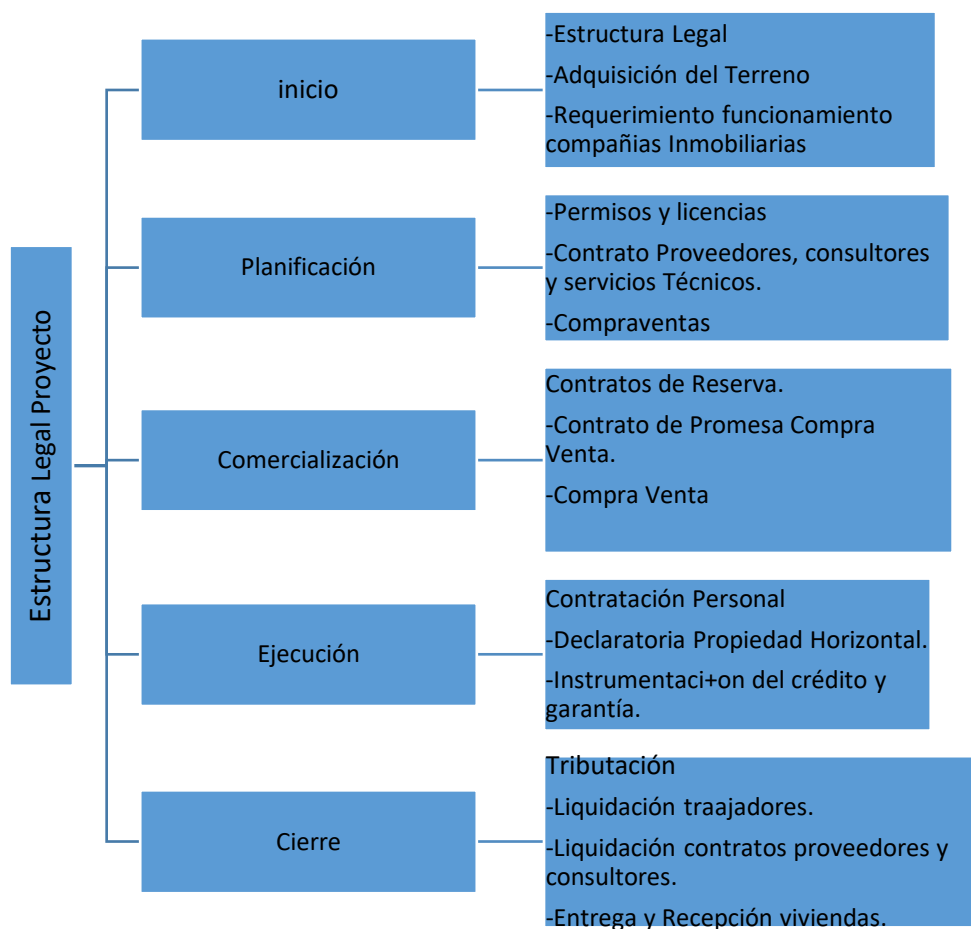 Estructura Legal Proyecto
inicio
-Estructura Legal
-Adquisición del Terreno
-Requerimiento funcionamiento
compañias Inmobiliarias
Planificación
-Permisos y licencias
-Contrato Proveedores, consultores
y servicios Técnicos.
-Compraventas
Comercialización
Contratos de Reserva.
-Contrato de Promesa Compra
Venta.
-Compra Venta
Ejecución
Contratación Personal
-Declaratoria Propiedad Horizontal.
-Instrumentaci+on del crédito y
garantía.
Cierre
Tributación
-Liquidación traajadores.
-Liquidación contratos proveedores y
consultores.
-Entrega y Recepción viviendas.